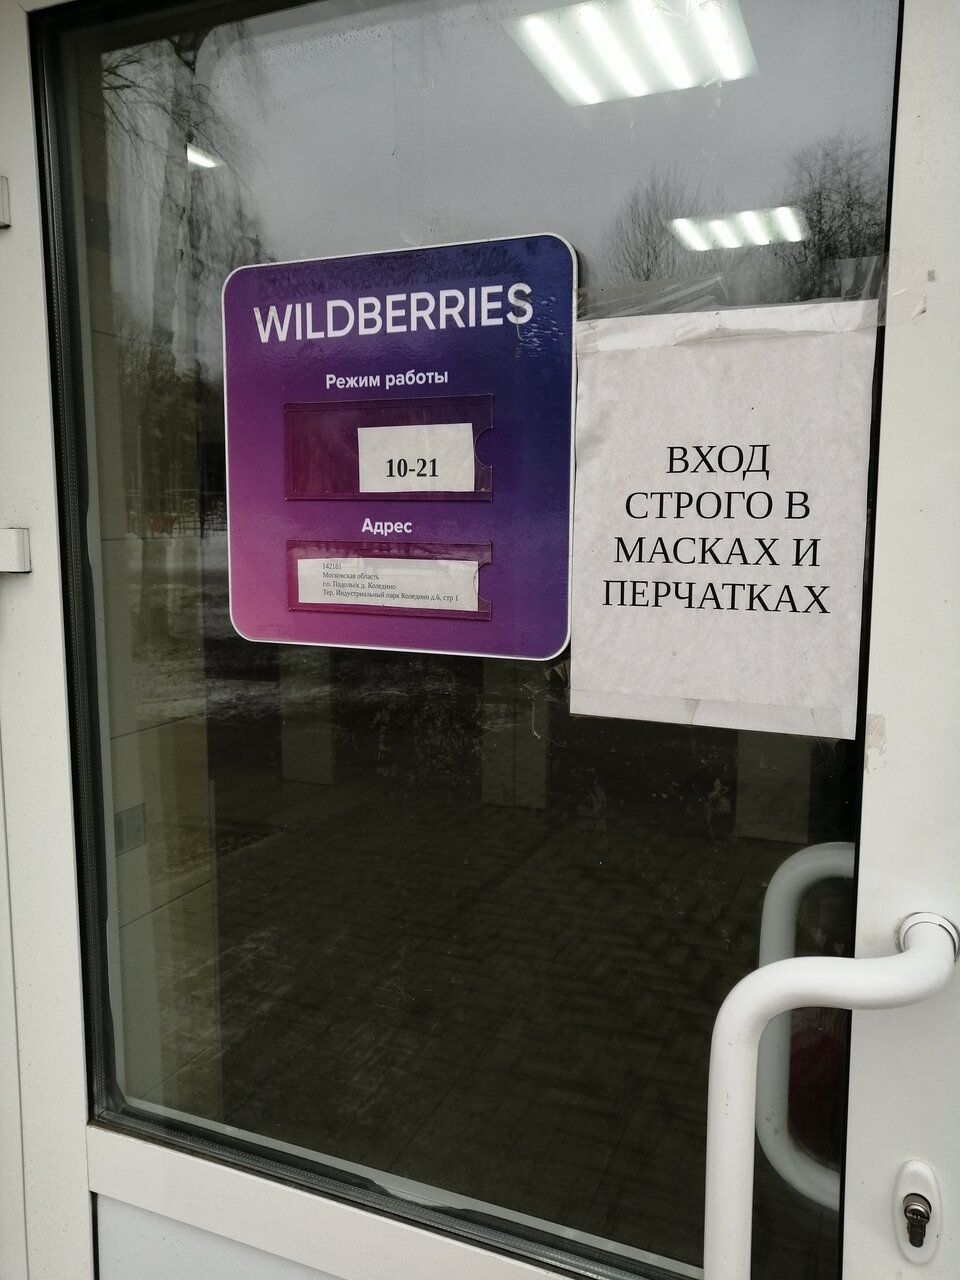 WILDBERRIES
Режим работы
10-21
Адрес
142181
Московская область
г.о. Подольск д. Коледино
Тер. Индустриальный парк Коледино д.6, стр 1
ВХОД
СТРОГО В
МАСКАХ И
ПЕРЧАТКАХ